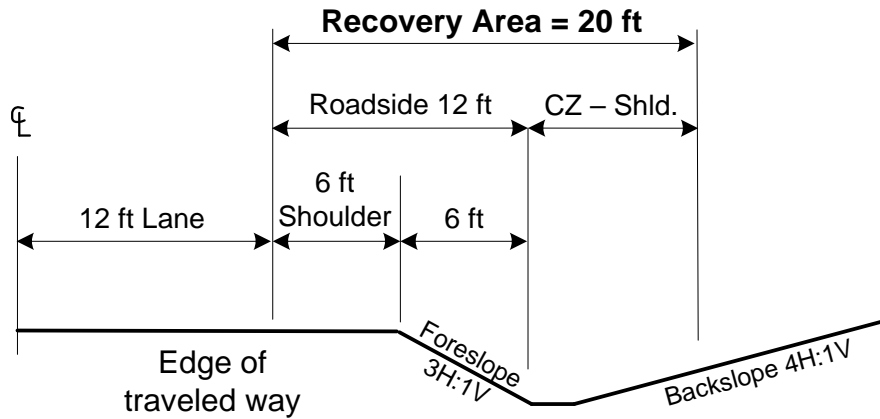 Recovery Area = 20 ft
Roadside 12 ft
CZ – Shld.
℄
6 ft
Shoulder
12 ft Lane
6 ft
Foreslope
3H:1V
Backslope 4H:1V
Edge of
traveled way